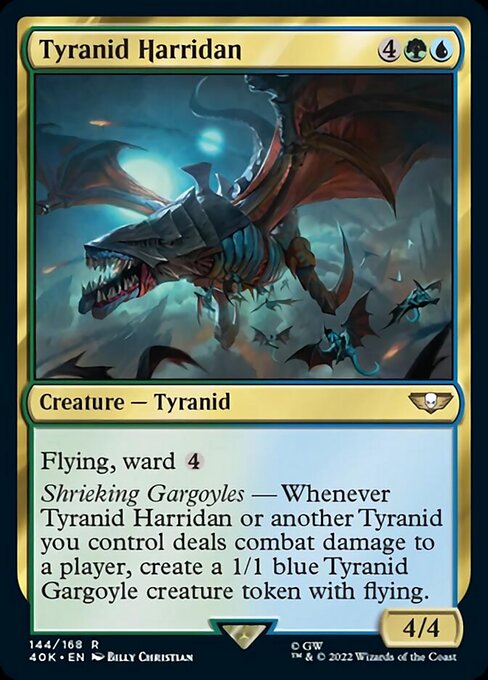 Tyranid Harridan 4
Creature — Tyranid
Flying, ward 4
Shrieking Gargoyles — Whenever
Tyranid Harridan or another Tyranid
you control deals combat damage to
a player, create a 1/1 blue Tyranid
Gargoyle creature token with flying.
4/4
144/168 R
40K • EN Billy Christian
© GW
™ & © 2022 Wizards of the Coast